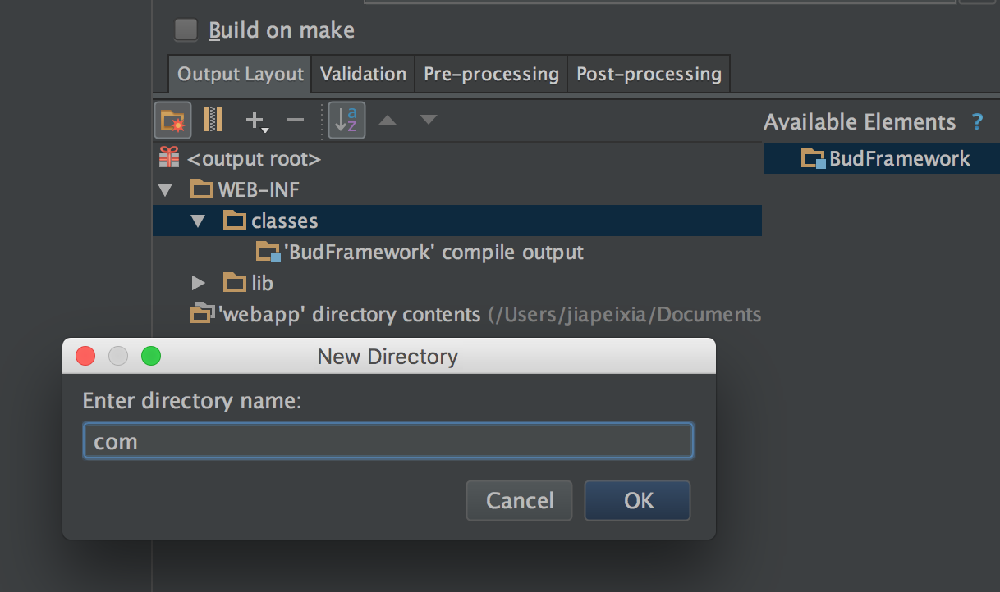 Build on make
Output Layout Validation Pre-processing Post-processing
a
z
Available Elements ?
<output root>
BudFramework
WEB-INF
classes
'BudFramework' compile output
lib
'webapp' directory contents (/Users/jiapeixia/Documents
New Directory
Enter directory name:
com
Cancel OK